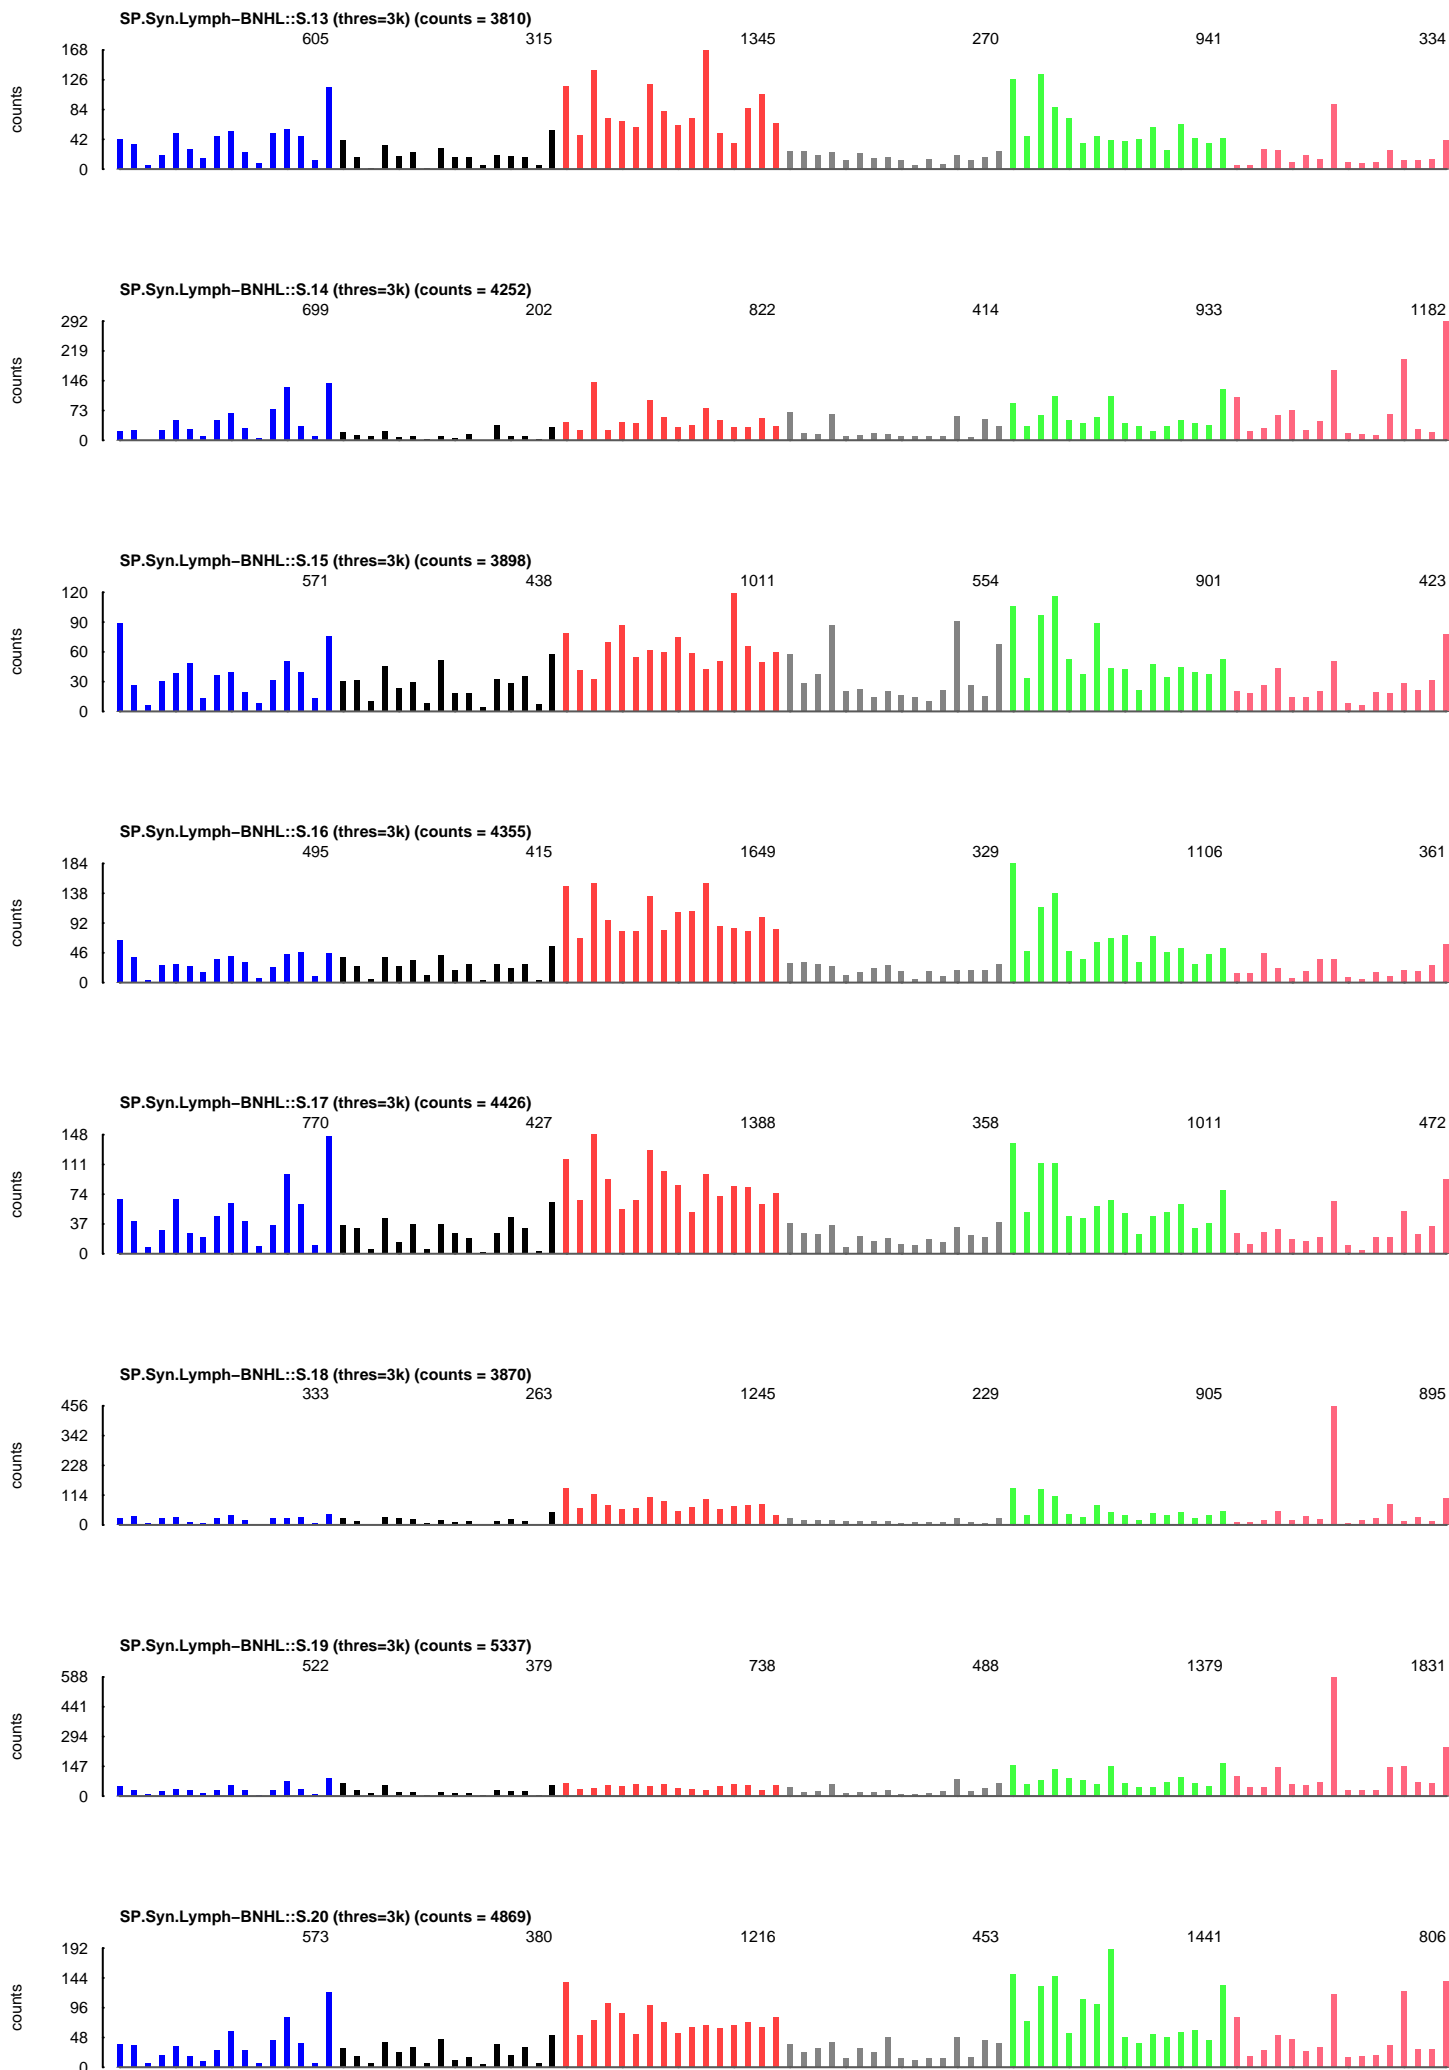 SP.Syn.Lymph−BNHL::S.13 (thres=3k) (counts = 3810)
605 315 1345 270 941 334
168
126
84
42
0
counts
SP.Syn.Lymph−BNHL::S.14 (thres=3k) (counts = 4252)
699 202 822 414 933 1182
292
219
146
73
0
counts
SP.Syn.Lymph−BNHL::S.15 (thres=3k) (counts = 3898)
571 438 1011 554 901 423
120
90
60
30
0
counts
SP.Syn.Lymph−BNHL::S.16 (thres=3k) (counts = 4355)
495 415 1649 329 1106 361
184
138
92
46
0
counts
SP.Syn.Lymph−BNHL::S.17 (thres=3k) (counts = 4426)
770 427 1388 358 1011 472
148
111
74
37
0
counts
SP.Syn.Lymph−BNHL::S.18 (thres=3k) (counts = 3870)
333 263 1245 229 905 895
456
342
228
114
0
counts
SP.Syn.Lymph−BNHL::S.19 (thres=3k) (counts = 5337)
522 379 738 488 1379 1831
588
441
294
147
0
counts
SP.Syn.Lymph−BNHL::S.20 (thres=3k) (counts = 4869)
573 380 1216 453 1441 806
192
144
96
48
0
counts